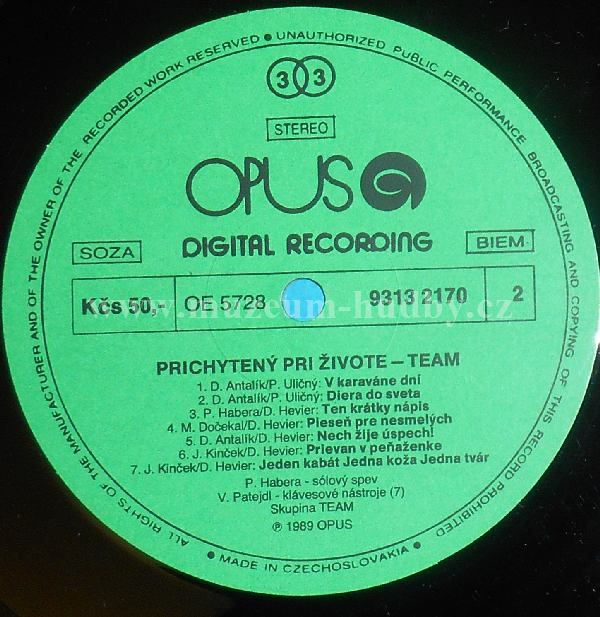 ALL RIGHTS OF THE MANUFACTURER AND OF THE OWNER OF THE RECORDED WORK RESERVED • UNAUTHORIZED PUBLIC PERFORMANCE BROADCASTING AND COPYING OF THIS RECORD PROHIBITED
33
STEREO
OPUS
DIGITAL RECORDING
SOZA
BIEM
Kčs 50,- OE 5728 9313 2170 2
www.muzeum-hudby.cz
PRICHYTENÝ PRI ŽIVOTE – TEAM
1. D. Antalík/P. Uličný: V karaváne dní
2. D. Antalík/P. Uličný: Diera do sveta
3. P. Habera/D. Hevier: Ten krátky nápis
4. M. Dočekal/D. Hevier: Pieseň pre nesmelých
5. D. Antalík/D. Hevier: Nech žije úspech!
6. J. Kinček/D. Hevier: Prievan v peňaženke
7. J. Kinček/D. Hevier: Jeden kabát Jedna koža Jedna tvár
P. Habera - sólový spev
V. Patejdl - klávesové nástroje (7)
Skupina TEAM
℗ 1989 OPUS
• MADE IN CZECHOSLOVAKIA •